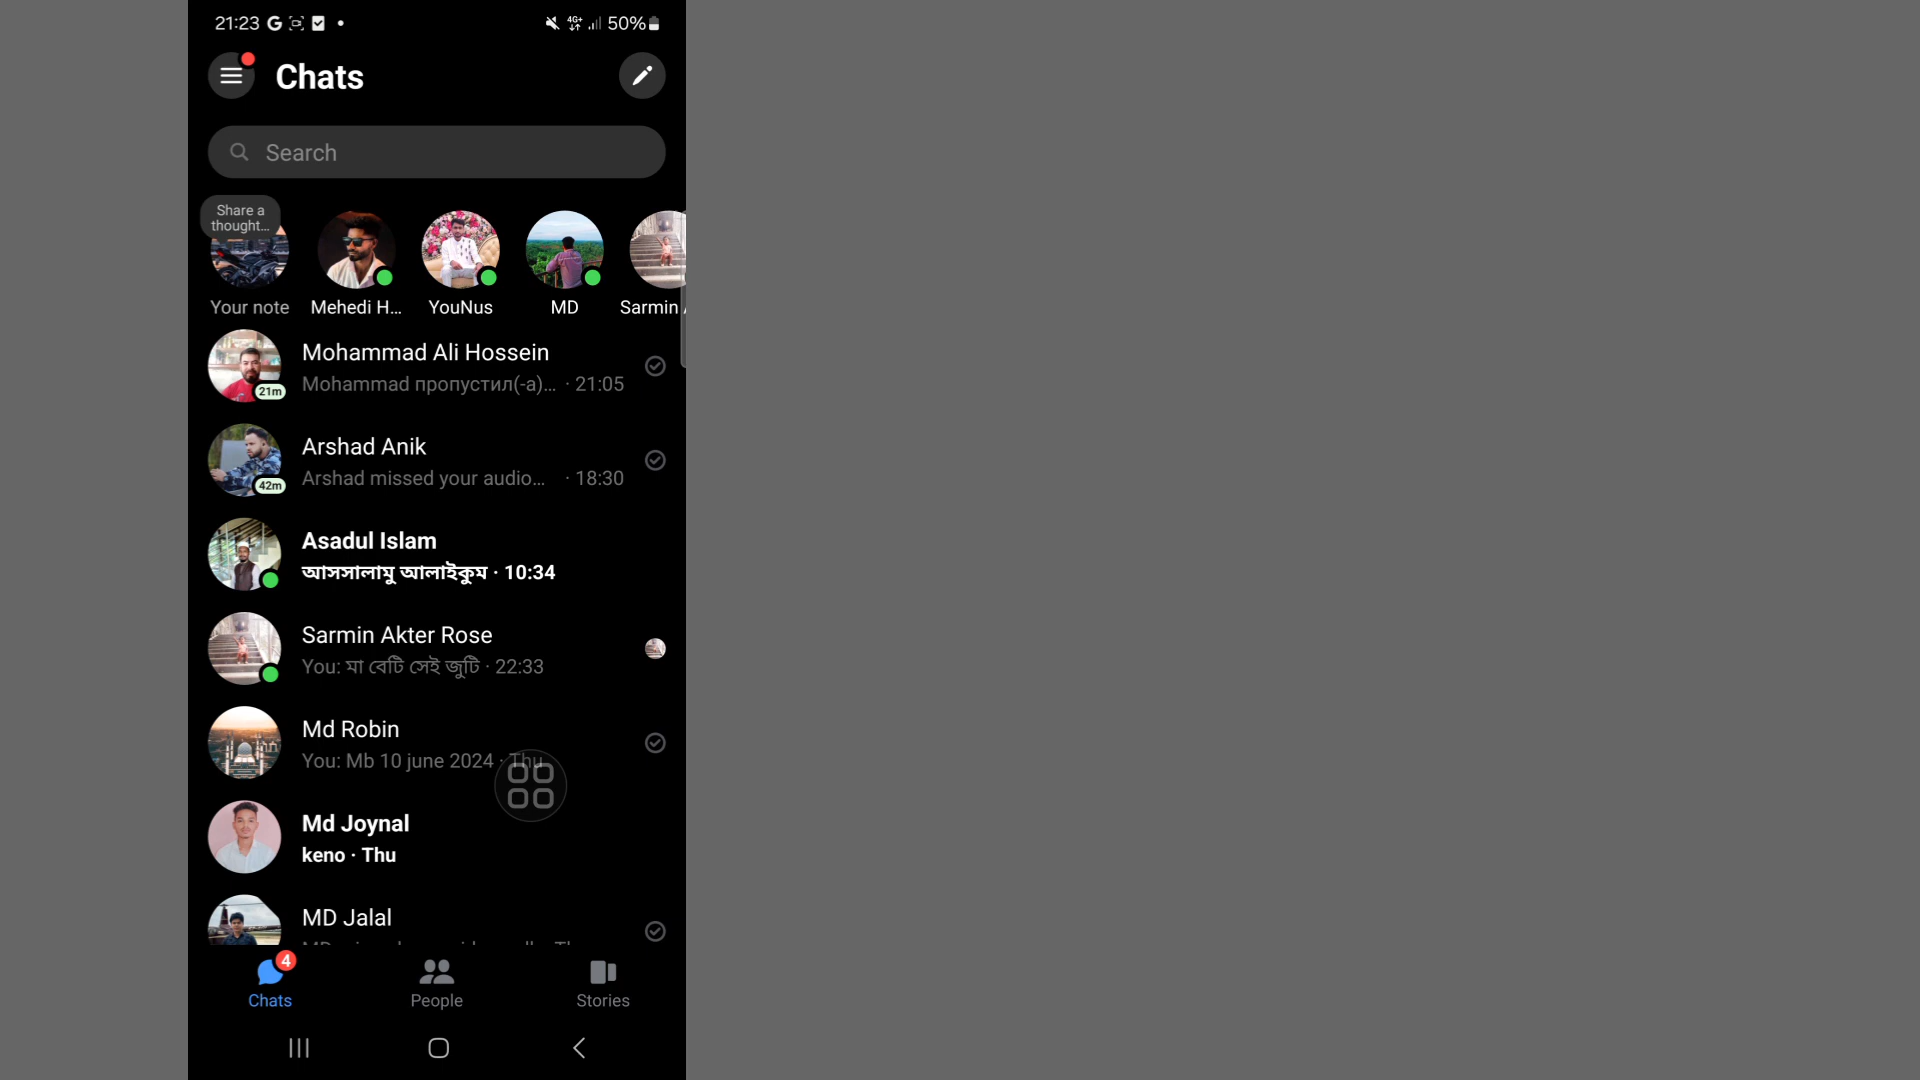 21:23 G 4G+ 50%
Chats
Search
Share a
thought...
Your note
Mehedi H...
YouNus
MD
Sarmin
Mohammad Ali Hossein
Mohammad пропустил(-а)... · 21:05
21m
Arshad Anik
Arshad missed your audio... · 18:30
42m
Asadul Islam
আসসালামু আলাইকুম · 10:34
Sarmin Akter Rose
You: মা বেটি সেই জুটি · 22:33
Md Robin
You: Mb 10 june 2024 · Thu
Md Joynal
keno · Thu
MD Jalal
4
Chats
People
Stories